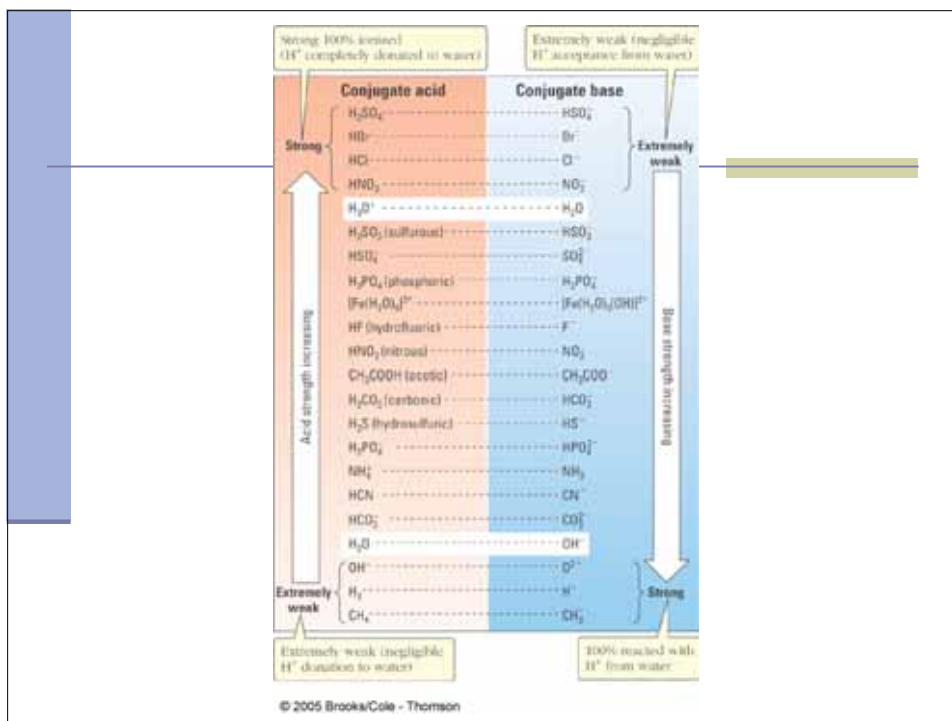 Strong 100% ionized
(H⁺ completely donated to water)
Extremely weak (negligible
H⁺ acceptance from water)
Conjugate acid Conjugate base
H₂SO₄ HSO₄⁻
HBr Br⁻
Strong Extremely
weak
HCl Cl⁻
HNO₃ NO₃⁻
H₃O⁺ H₂O
H₂SO₃ (sulfurous) HSO₃⁻
HSO₄⁻ SO₄²⁻
H₃PO₄ (phosphoric) H₂PO₄⁻
[Fe(H₂O)₆]³⁺ [Fe(H₂O)₅(OH)]²⁺
HF (hydrofluoric) F⁻
HNO₂ (nitrous) NO₂⁻
CH₃COOH (acetic) CH₃COO⁻
H₂CO₃ (carbonic) HCO₃⁻
H₂S (hydrosulfuric) HS⁻
H₂PO₄⁻ HPO₄²⁻
NH₄⁺ NH₃
HCN CN⁻
HCO₃⁻ CO₃²⁻
H₂O OH⁻
OH⁻ O²⁻
H₂ H⁻
CH₄ CH₃⁻
Acid strength increasing
Base strength increasing
Extremely
weak
Strong
Extremely weak (negligible
H⁺ donation to water)
100% reacted with
H⁺ from water
© 2005 Brooks/Cole - Thomson